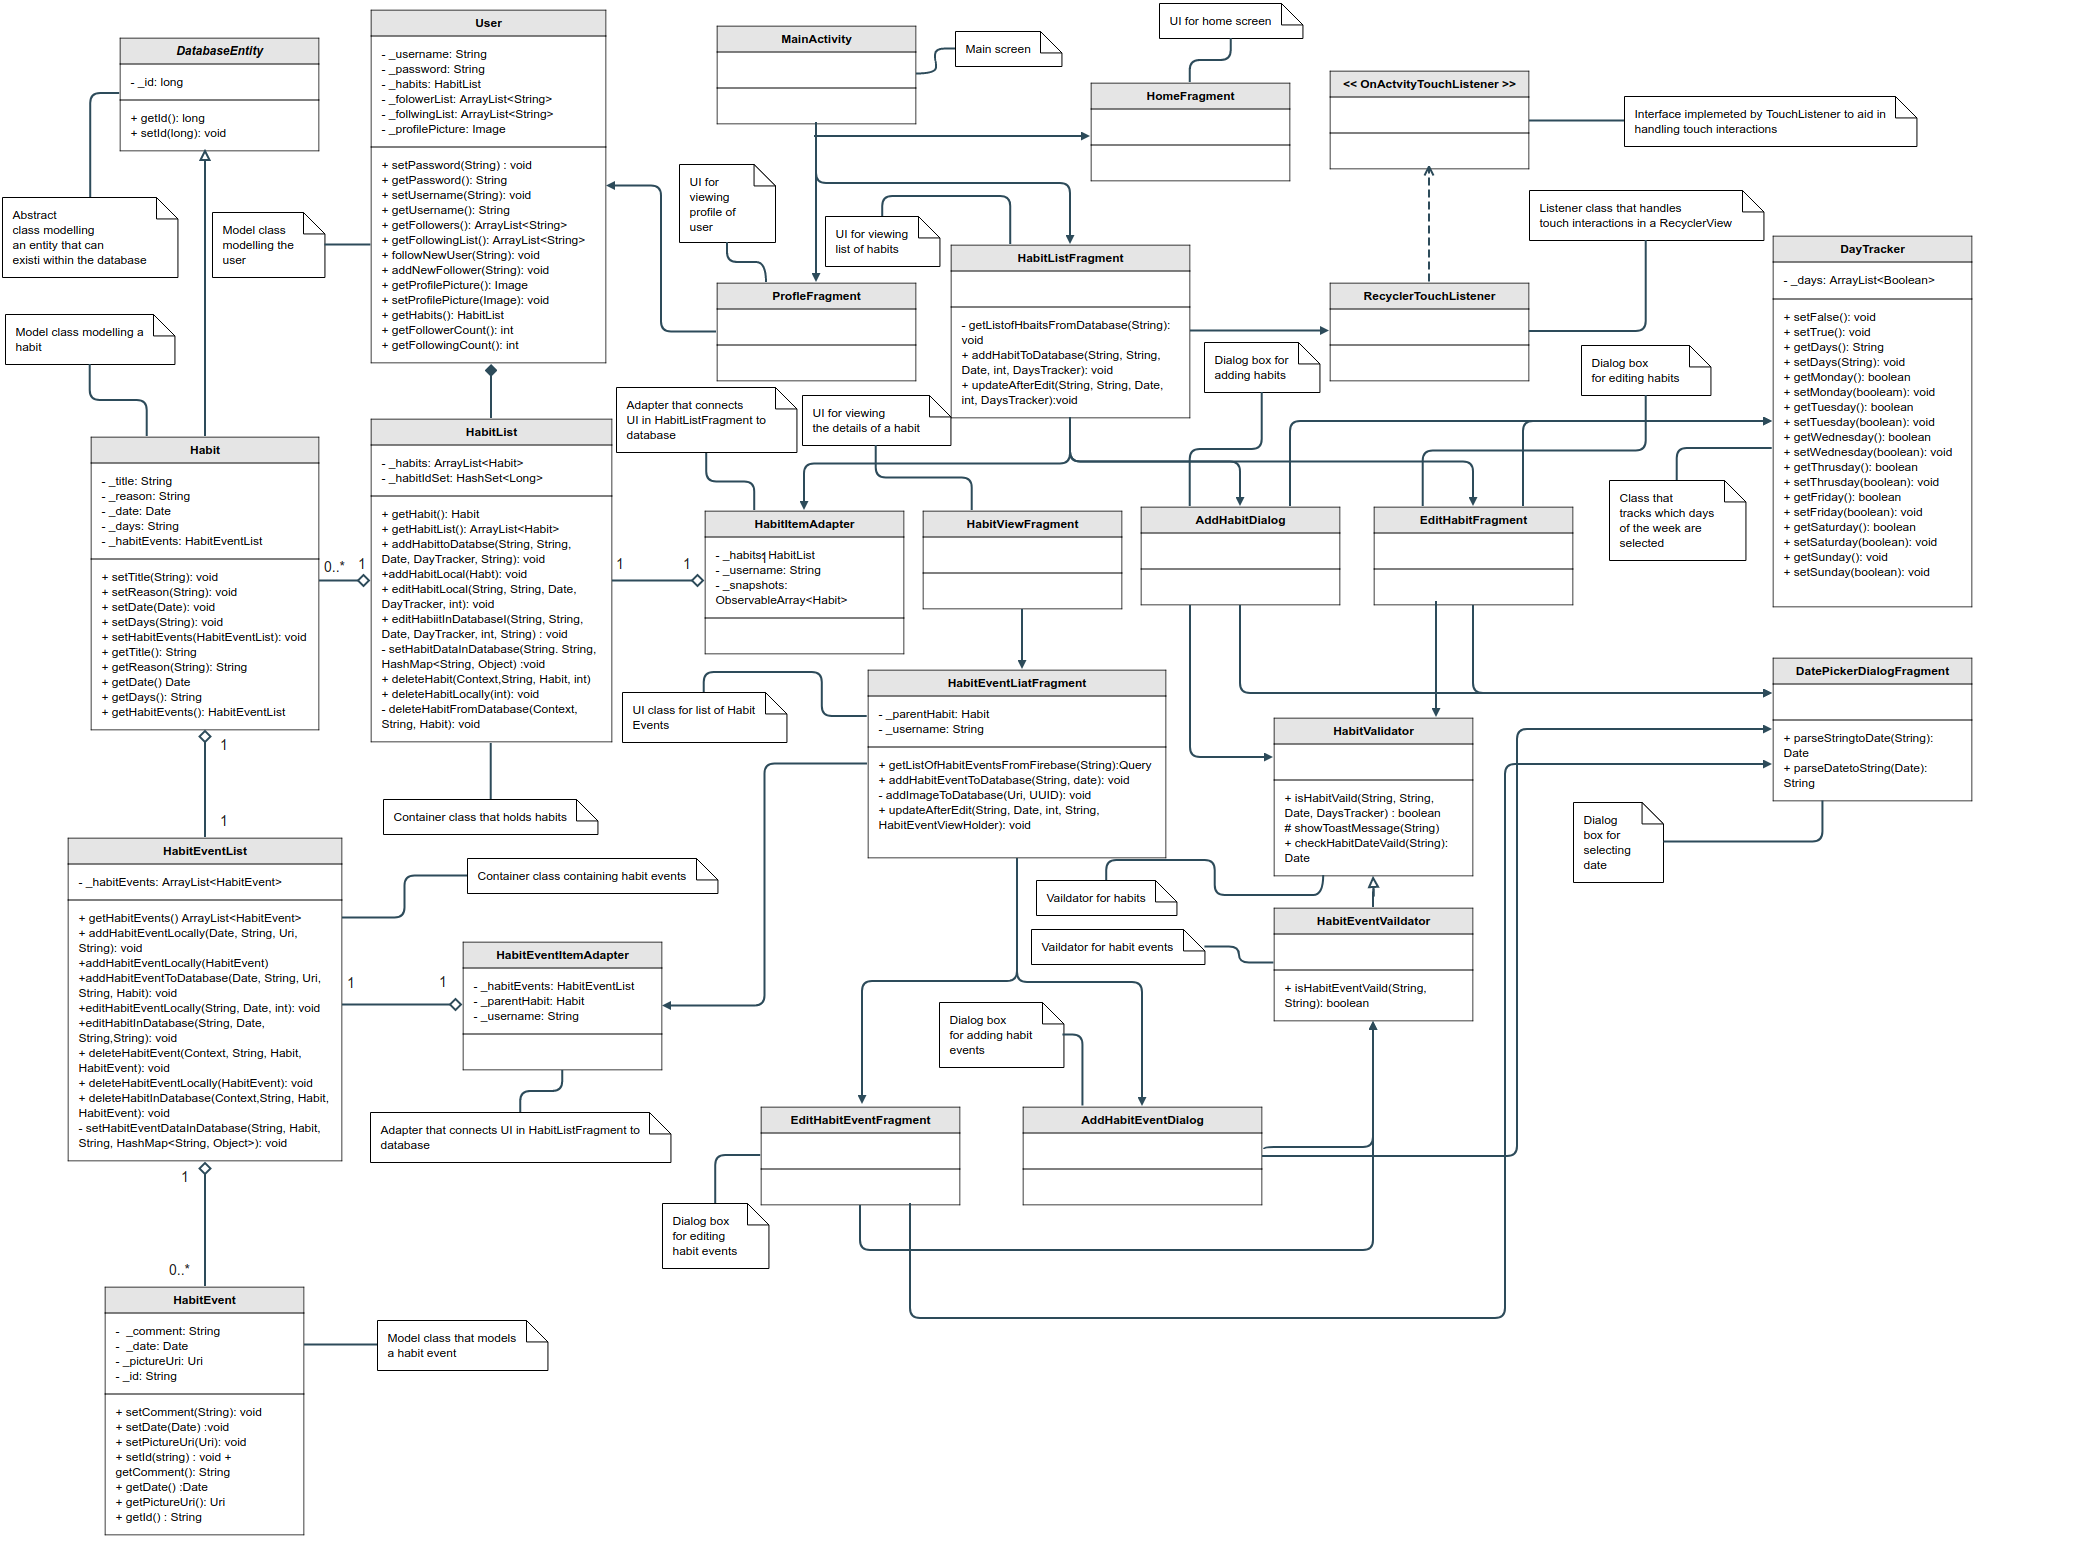 DatabaseEntity
- _id: long
+ getId(): long
+ setId(long): void
Abstract
class modelling
an entity that can
existi within the database
User
- _username: String
- _password: String
- _habits: HabitList
- _folowerList: ArrayList<String>
- _follwingList: ArrayList<String>
- _profilePicture: Image
+ setPassword(String) : void
+ getPassword(): String
+ setUsername(String): void
+ getUsername(): String
+ getFollowers(): ArrayList<String>
+ getFollowingList(): ArrayList<String>
+ followNewUser(String): void
+ addNewFollower(String): void
+ getProfilePicture(): Image
+ setProfilePicture(Image): void
+ getHabits(): HabitList
+ getFollowerCount(): int
+ getFollowingCount(): int
Model class
modelling the
user
MainActivity
Main screen
UI for home screen
HomeFragment
<< OnActvityTouchListener >>
Interface implemeted by TouchListener to aid in
handling touch interactions
UI for
viewing
profile of
user
UI for viewing
list of habits
Listener class that handles
touch interactions in a RecyclerView
HabitListFragment
- getListofHbaitsFromDatabase(String):
void
+ addHabitToDatabase(String, String,
Date, int, DaysTracker): void
+ updateAfterEdit(String, String, Date,
int, DaysTracker):void
ProfleFragment
RecyclerTouchListener
DayTracker
- _days: ArrayList<Boolean>
+ setFalse(): void
+ setTrue(): void
+ getDays(): String
+ setDays(String): void
+ getMonday(): boolean
+ setMonday(booleam): void
+ getTuesday(): boolean
+ setTuesday(boolean): void
+ getWednesday(): boolean
+ setWednesday(boolean): void
+ getThrusday(): boolean
+ setThrusday(boolean): void
+ getFriday(): boolean
+ setFriday(boolean): void
+ getSaturday(): boolean
+ setSaturday(boolean): void
+ getSunday(): void
+ setSunday(boolean): void
Model class modelling a
habit
Dialog box for
adding habits
Dialog box
for editing habits
Adapter that connects
UI in HabitListFragment to
database
UI for viewing
the details of a habit
Habit
- _title: String
- _reason: String
- _date: Date
- _days: String
- _habitEvents: HabitEventList
+ setTitle(String): void
+ setReason(String): void
+ setDate(Date): void
+ setDays(String): void
+ setHabitEvents(HabitEventList): void
+ getTitle(): String
+ getReason(String): String
+ getDate() Date
+ getDays(): String
+ getHabitEvents(): HabitEventList
0..*
1
HabitList
- _habits: ArrayList<Habit>
- _habitIdSet: HashSet<Long>
+ getHabit(): Habit
+ getHabitList(): ArrayList<Habit>
+ addHabittoDatabse(String, String,
Date, DayTracker, String): void
+addHabitLocal(Habt): void
+ editHabitLocal(String, String, Date,
DayTracker, int): void
+ editHabiitInDatabasel(String, String,
Date, DayTracker, int, String) : void
- setHabitDataInDatabase(String. String,
HashMap<String, Object) :void
+ deleteHabit(Context,String, Habit, int)
+ deleteHabitLocally(int): void
- deleteHabitFromDatabase(Context,
String, Habit): void
1
1
HabitItemAdapter
- _habits: HabitList
1
- _username: String
- _snapshots:
ObservableArray<Habit>
HabitViewFragment
AddHabitDialog
EditHabitFragment
Class that
tracks which days
of the week are
selected
1
1
Container class that holds habits
UI class for list of Habit
Events
HabitEventLiatFragment
- _parentHabit: Habit
- _username: String
+ getListOfHabitEventsFromFirebase(String):Query
+ addHabitEventToDatabase(String, date): void
- addImageToDatabase(Uri, UUID): void
+ updateAfterEdit(String, Date, int, String,
HabitEventViewHolder): void
HabitValidator
+ isHabitVaild(String, String,
Date, DaysTracker) : boolean
# showToastMessage(String)
+ checkHabitDateVaild(String):
Date
DatePickerDialogFragment
+ parseStringtoDate(String):
Date
+ parseDatetoString(Date):
String
Dialog
box for
selecting
date
HabitEventList
- _habitEvents: ArrayList<HabitEvent>
+ getHabitEvents() ArrayList<HabitEvent>
+ addHabitEventLocally(Date, String, Uri,
String): void
+addHabitEventLocally(HabitEvent)
+addHabitEventToDatabase(Date, String, Uri,
String, Habit): void
+editHabitEventLocally(String, Date, int): void
+editHabitInDatabase(String, Date,
String,String): void
+ deleteHabitEvent(Context, String, Habit,
HabitEvent): void
+ deleteHabitEventLocally(HabitEvent): void
+ deleteHabitInDatabase(Context,String, Habit,
HabitEvent): void
- setHabitEventDataInDatabase(String, Habit,
String, HashMap<String, Object>): void
Container class containing habit events
1
1
HabitEventItemAdapter
- _habitEvents: HabitEventList
- _parentHabit: Habit
- _username: String
Vaildator for habits
Vaildator for habit events
HabitEventVaildator
+ isHabitEventVaild(String,
String): boolean
Dialog box
for adding habit
events
Adapter that connects UI in HabitListFragment to
database
EditHabitEventFragment
AddHabitEventDialog
Dialog box
for editing
habit events
1
0..*
HabitEvent
- _comment: String
- _date: Date
- _pictureUri: Uri
- _id: String
+ setComment(String): void
+ setDate(Date) :void
+ setPictureUri(Uri): void
+ setId(string) : void +
getComment(): String
+ getDate() :Date
+ getPictureUri(): Uri
+ getId() : String
Model class that models
a habit event